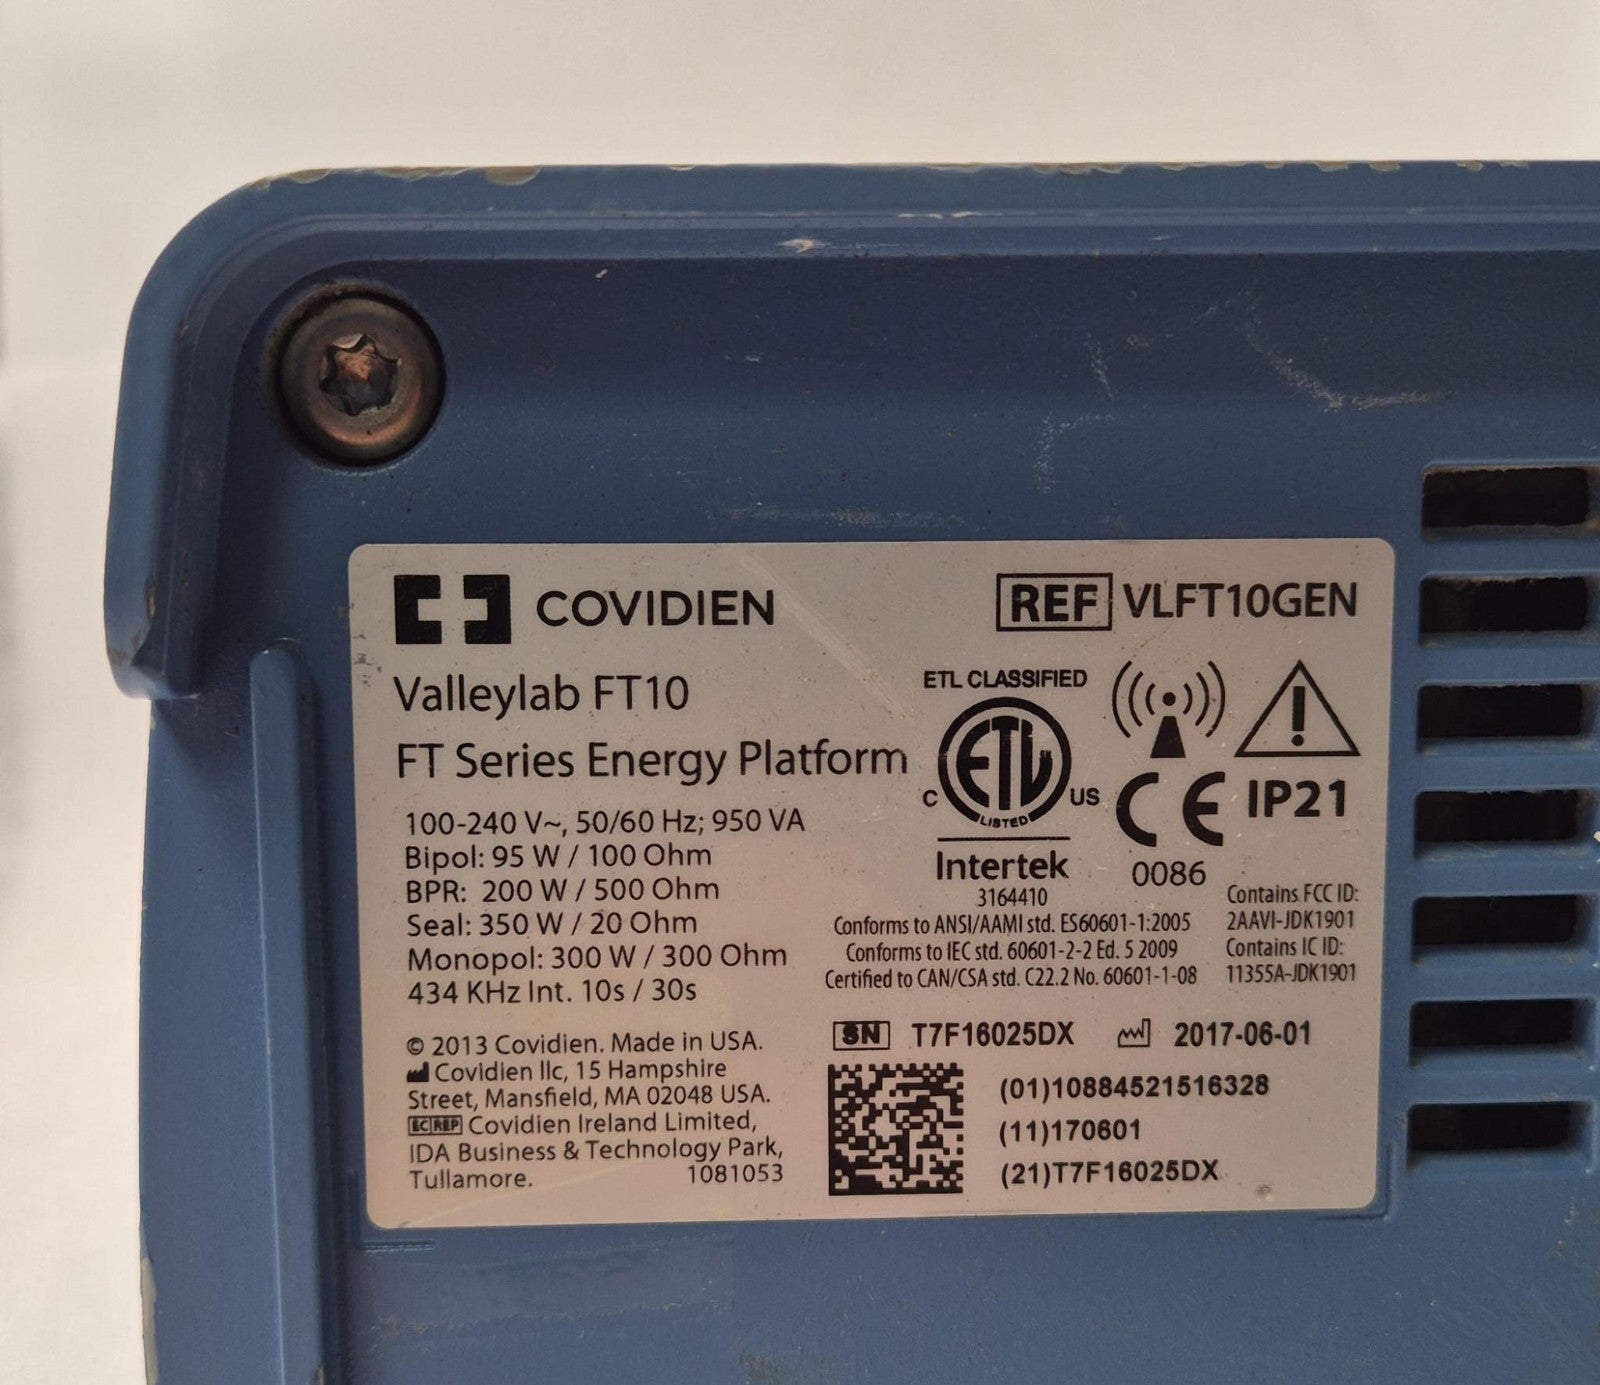 COVIDIEN
REF VLFT10GEN
Valleylab FT10
FT Series Energy Platform
100-240 V~, 50/60 Hz; 950 VA
Bipol: 95 W / 100 Ohm
BPR: 200 W / 500 Ohm
Seal: 350 W / 20 Ohm
Monopol: 300 W / 300 Ohm
434 KHz Int. 10s / 30s
© 2013 Covidien. Made in USA.
Covidien llc, 15 Hampshire
Street, Mansfield, MA 02048 USA.
EC REP Covidien Ireland Limited,
IDA Business & Technology Park,
Tullamore. 1081053
ETL CLASSIFIED
ETL
C US
LISTED
Intertek
3164410
CE IP21
0086
Conforms to ANSI/AAMI std. ES60601-1:2005
Conforms to IEC std. 60601-2-2 Ed. 5 2009
Certified to CAN/CSA std. C22.2 No. 60601-1-08
Contains FCC ID:
2AAVI-JDK1901
Contains IC ID:
11355A-JDK1901
SN T7F16025DX 2017-06-01
(01)10884521516328
(11)170601
(21)T7F16025DX